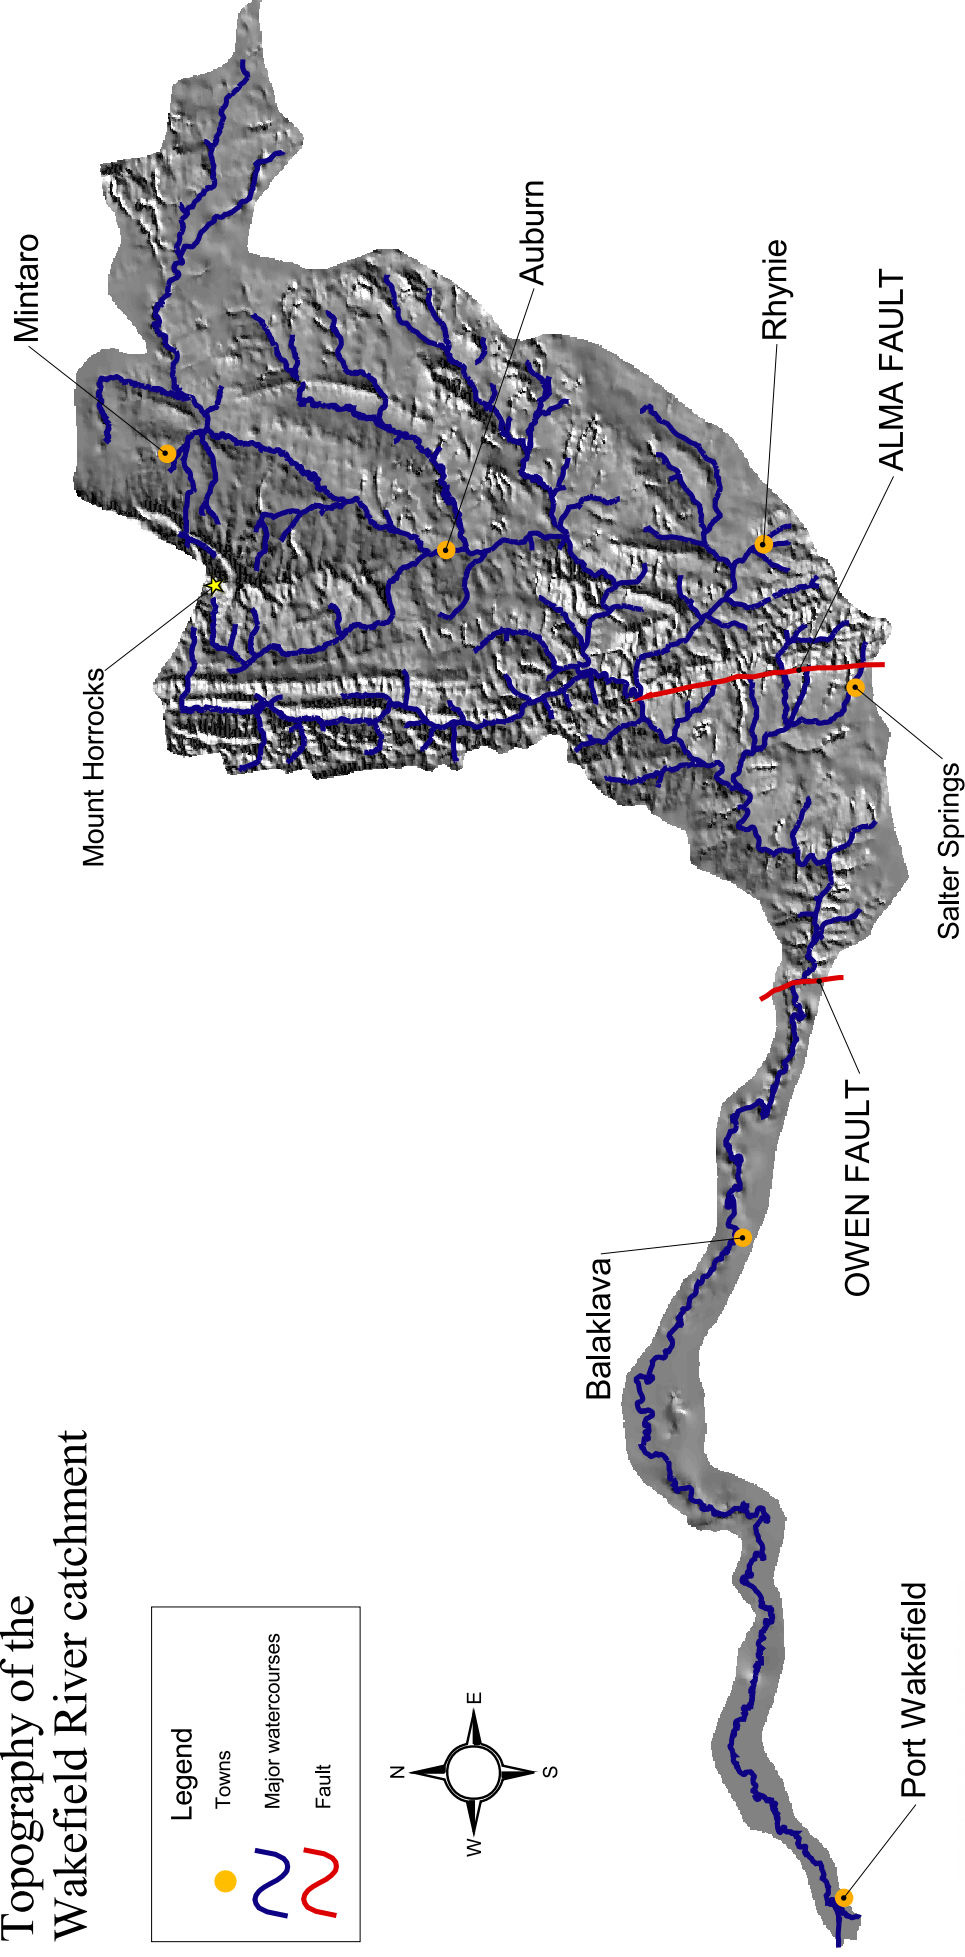 Topography of the
Wakefield River catchment
Legend
Towns
Major watercourses
Fault
N
W
E
S
Mintaro
Mount Horrocks
Auburn
Rhynie
ALMA FAULT
Salter Springs
OWEN FAULT
Balaklava
Port Wakefield